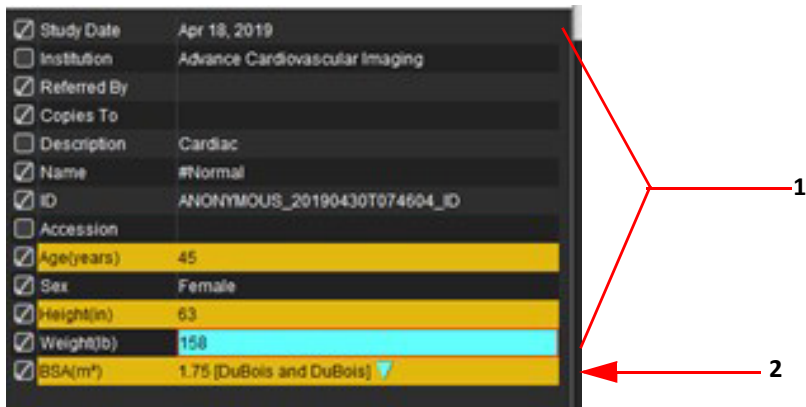 Study Date Apr 18, 2019
Institution Advance Cardiovascular Imaging
Referred By
Copies To
Description Cardiac
Name #Normal
ID ANONYMOUS_20190430T074604_ID
Accession
Age(years) 45
Sex Female
Height(in) 63
Weight(lb) 158
BSA(m²) 1.75 [DuBois and DuBois]
1
2